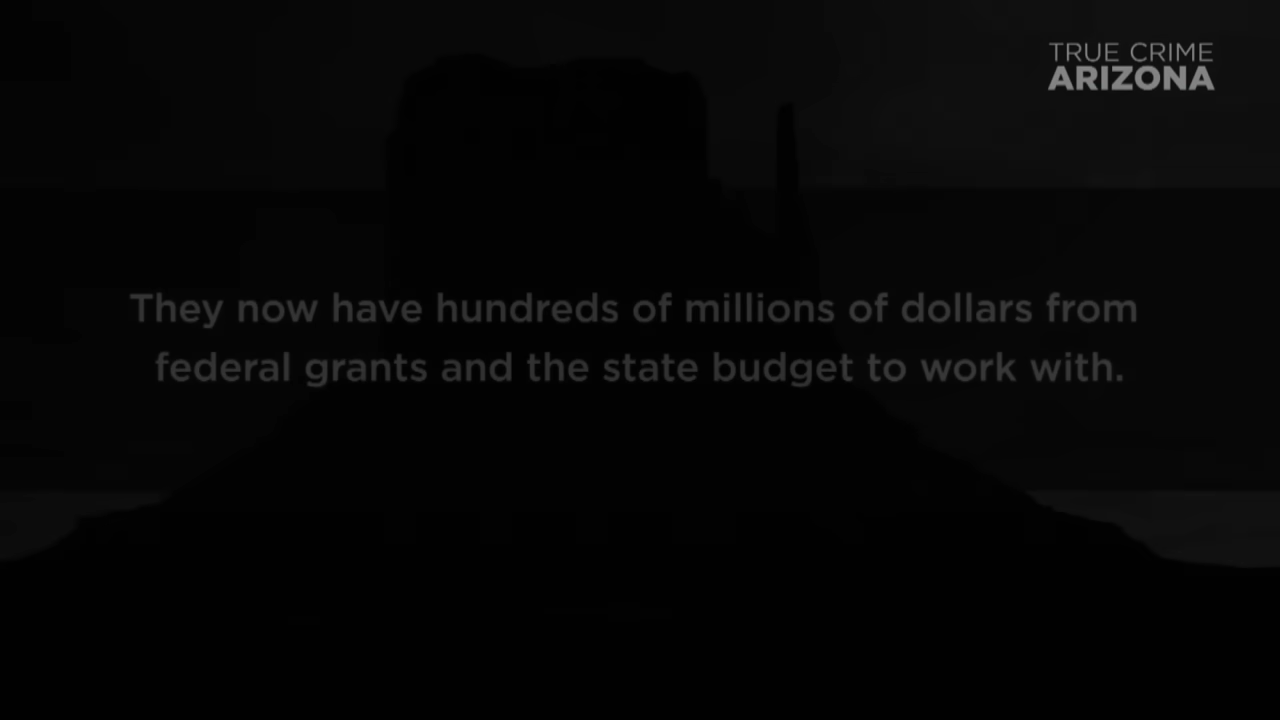 TRUE CRIME
ARIZONA
They now have hundreds of millions of dollars from
federal grants and the state budget to work with.